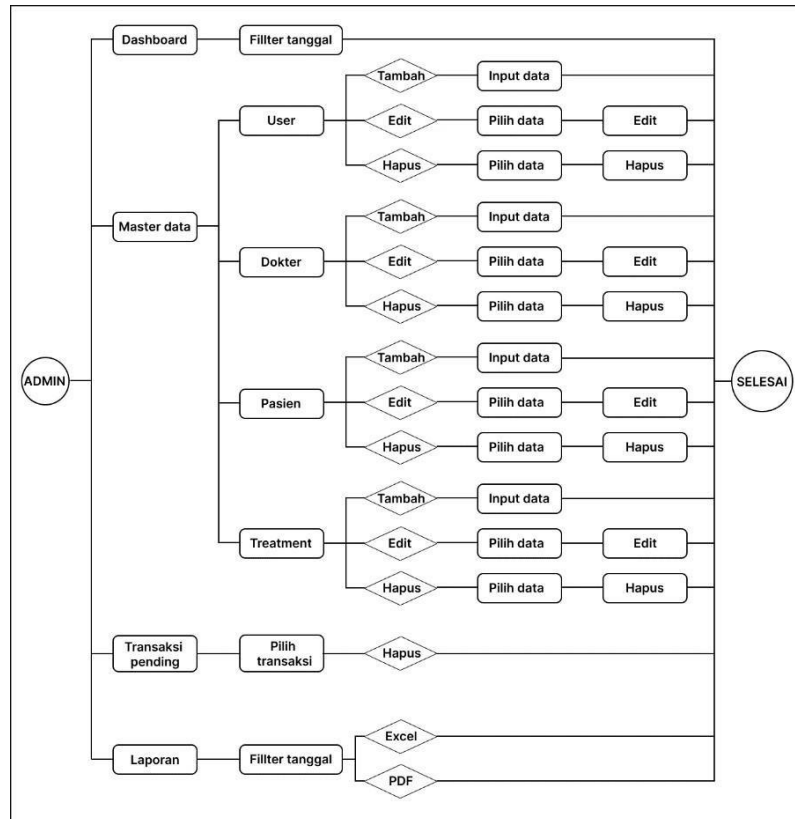 Dashboard
Fillter tanggal
Tambah
Input data
User
Edit
Pilih data
Edit
Hapus
Pilih data
Hapus
Master data
Tambah
Input data
Dokter
Edit
Pilih data
Edit
Hapus
Pilih data
Hapus
ADMIN
Tambah
Input data
SELESAI
Pasien
Edit
Pilih data
Edit
Hapus
Pilih data
Hapus
Tambah
Input data
Treatment
Edit
Pilih data
Edit
Hapus
Pilih data
Hapus
Transaksi
pending
Pilih
transaksi
Hapus
Excel
Laporan
Fillter tanggal
PDF